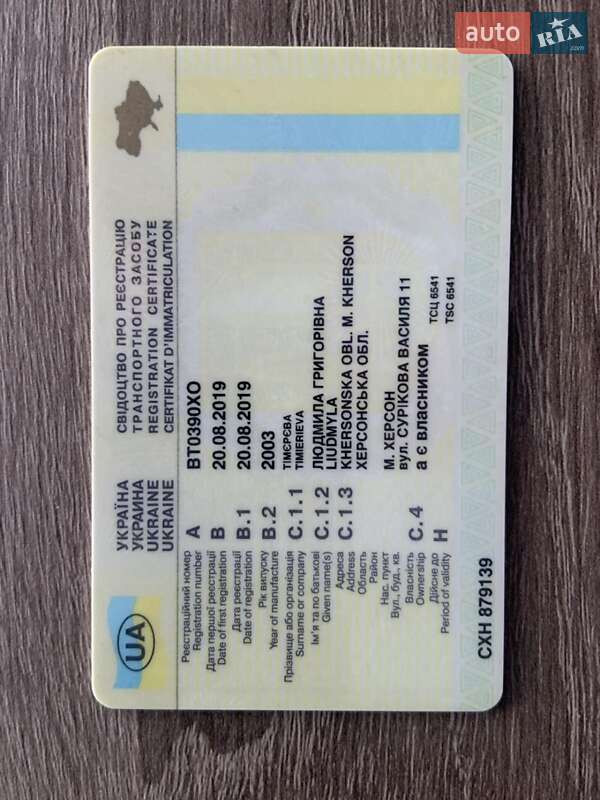 auto RIA.com
UA
УКРАЇНА
УКРАИНА
UKRAINE
UKRAINE
СВІДОЦТВО ПРО РЕЄСТРАЦІЮ
ТРАНСПОРТНОГО ЗАСОБУ
REGISTRATION CERTIFICATE
CERTIFIKAT D'IMMATRICULATION
Реєстраційний номер A BT0390XO
Registration number
Дата першої реєстрації B 20.08.2019
Date of first registration
Дата реєстрації B.1 20.08.2019
Date of registration
Рік випуску B.2 2003
Year of manufacture
Прізвище або організація C.1.1 ТІМЄРЄВА
Surname or company TIMIERIEVA
Ім'я та по батькові C.1.2 ЛЮДМИЛА ГРИГОРІВНА
Given name(s) LIUDMYLA
Адреса C.1.3 KHERSONSKA OBL. M. KHERSON
Address
Область ХЕРСОНСЬКА ОБЛ.
Район
Нас. пункт М. ХЕРСОН
Вул., буд., кв. вул. СУРІКОВА ВАСИЛЯ 11
Власність C.4 а є власником
Ownership
Дійсне до H ТСЦ 6541
Period of validity TSC 6541
СХН 879139